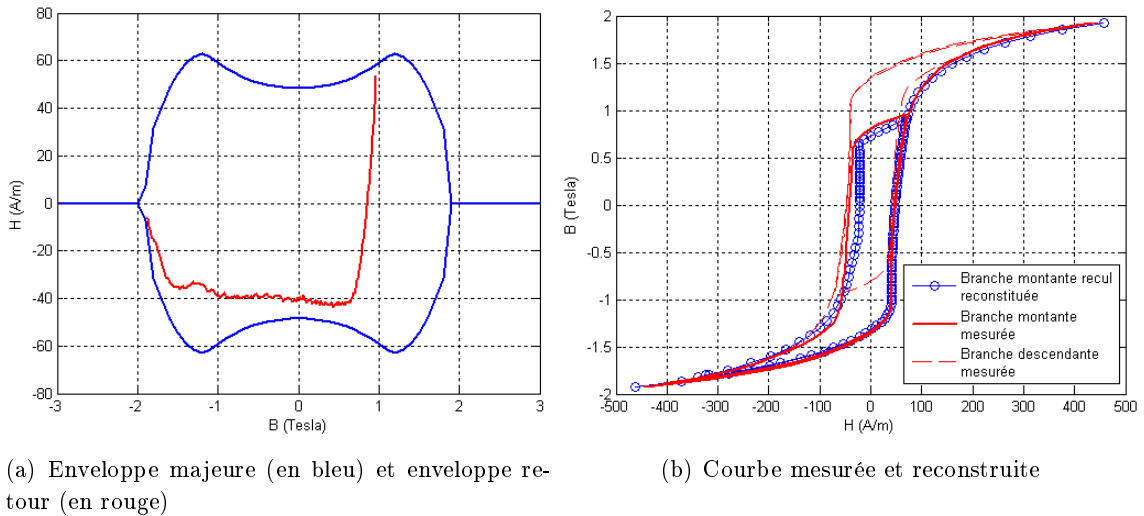 80
60
40
20
0
-20
-40
-60
-80
H (A/m)
-3
-2
-1
0
1
2
3
B (Tesla)
2
1.5
1
0.5
0
-0.5
-1
-1.5
-2
B (Tesla)
-500
-400
-300
-200
-100
0
100
200
300
400
500
H (A/m)
Branche montante recul
reconstituée
Branche montante
mesurée
Branche descendante
mesurée
(a) Enveloppe majeure (en bleu) et enveloppe re-
tour (en rouge)
(b) Courbe mesurée et reconstruite